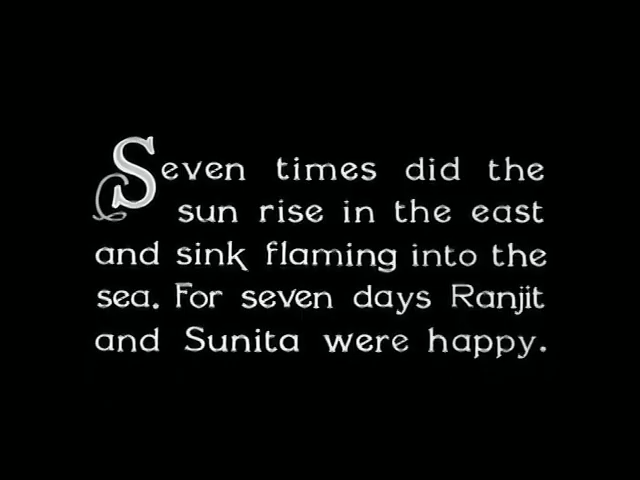 Seven times did the
sun rise in the east
and sink flaming into the
sea. For seven days Ranjit
and Sunita were happy.